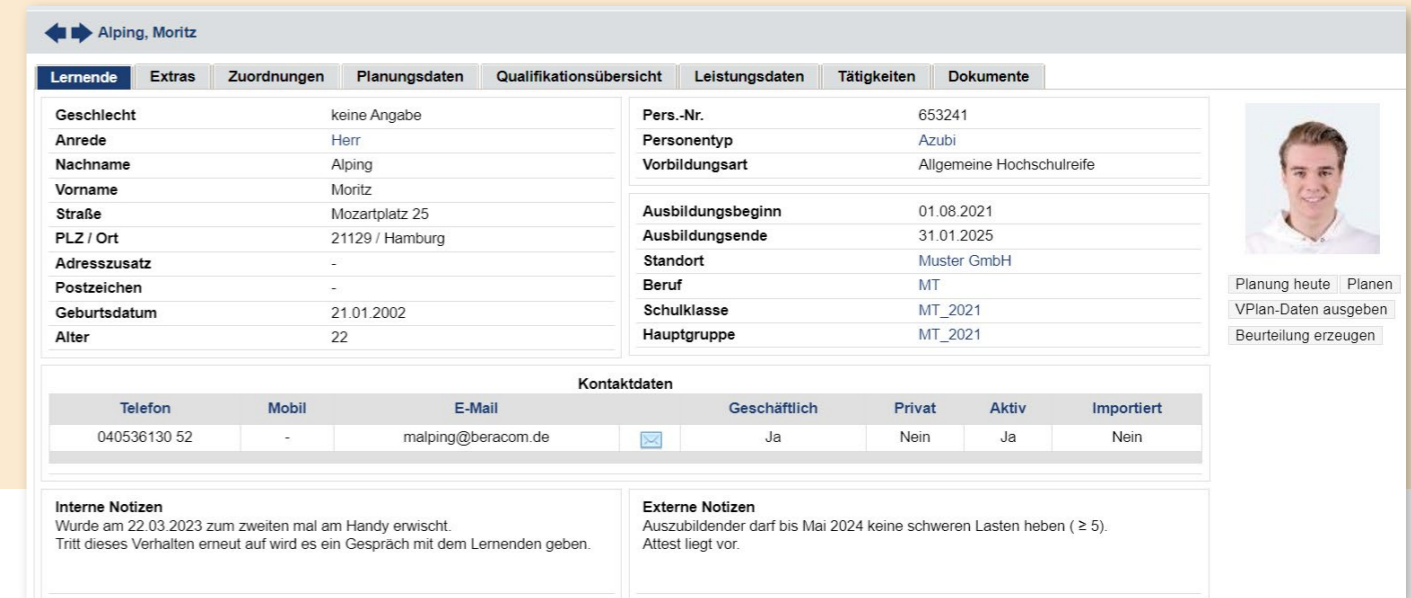 Alping, Moritz
Lernende Extras Zuordnungen Planungsdaten Qualifikationsübersicht Leistungsdaten Tätigkeiten Dokumente
Geschlecht keine Angabe
Anrede Herr
Nachname Alping
Vorname Moritz
Straße Mozartplatz 25
PLZ / Ort 21129 / Hamburg
Adresszusatz -
Postzeichen -
Geburtsdatum 21.01.2002
Alter 22
Pers.-Nr. 653241
Personentyp Azubi
Vorbildungsart Allgemeine Hochschulreife
Ausbildungsbeginn 01.08.2021
Ausbildungsende 31.01.2025
Standort Muster GmbH
Beruf MT
Schulklasse MT_2021
Hauptgruppe MT_2021
Planung heute Planen
VPlan-Daten ausgeben
Beurteilung erzeugen
Kontaktdaten
Telefon Mobil E-Mail Geschäftlich Privat Aktiv Importiert
040536130 52 - malping@beracom.de Ja Nein Ja Nein
Interne Notizen
Wurde am 22.03.2023 zum zweiten mal am Handy erwischt.
Tritt dieses Verhalten erneut auf wird es ein Gespräch mit dem Lernenden geben.
Externe Notizen
Auszubildender darf bis Mai 2024 keine schweren Lasten heben ( ≥ 5).
Attest liegt vor.